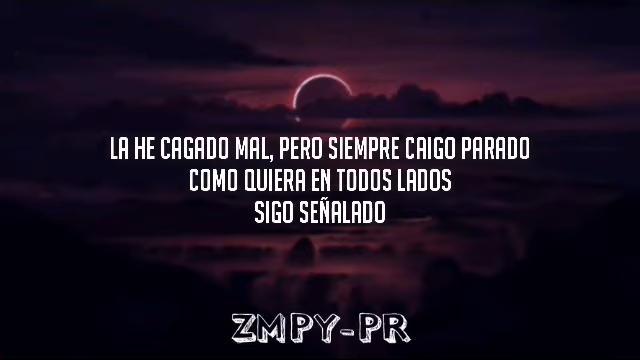 LA HE CAGADO MAL, PERO SIEMPRE CAIGO PARADO
COMO QUIERA EN TODOS LADOS
SIGO SEÑALADO
ZMPY-PR